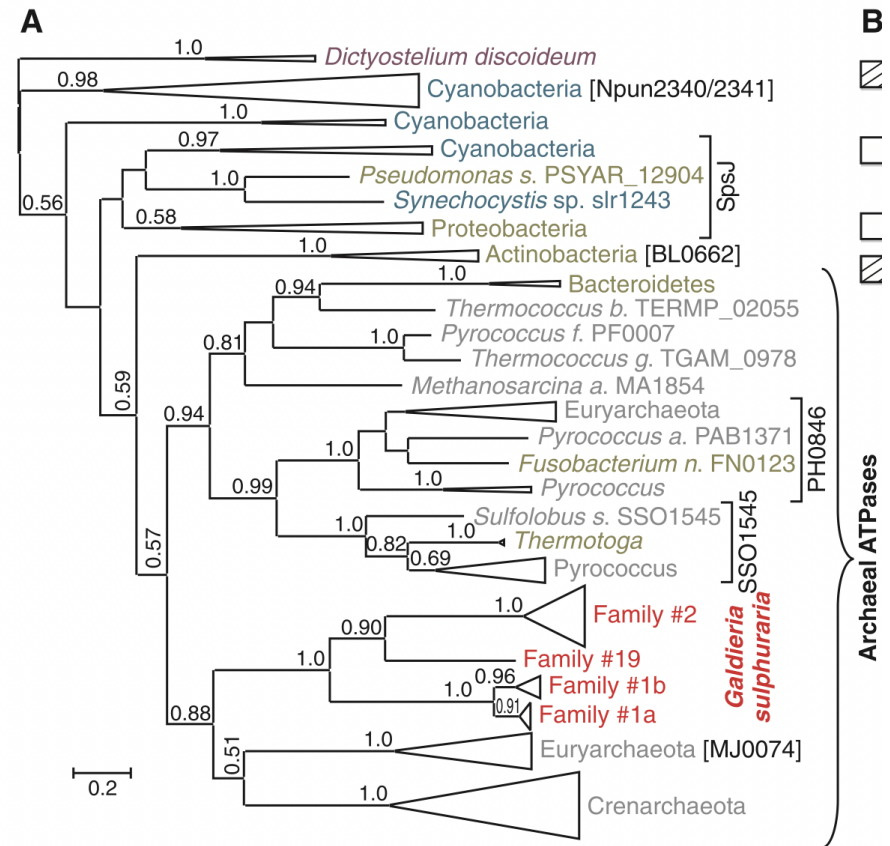 A
B
1.0
Dictyostelium discoideum
0.98
Cyanobacteria [Npun2340/2341]
1.0
Cyanobacteria
0.97
Cyanobacteria
1.0
Pseudomonas s. PSYAR_12904
SpsJ
0.56
Synechocystis sp. slr1243
0.58
Proteobacteria
1.0
Actinobacteria [BL0662]
1.0
Bacteroidetes
0.94
Thermococcus b. TERMP_02055
1.0
Pyrococcus f. PF0007
0.81
Thermococcus g. TGAM_0978
0.59
Methanosarcina a. MA1854
0.94
Euryarchaeota
Pyrococcus a. PAB1371
PH0846
1.0
Fusobacterium n. FN0123
0.99
1.0
Pyrococcus
1.0
Sulfolobus s. SSO1545
SSO1545
1.0
0.82
Thermotoga
0.57
0.69
Pyrococcus
Archaeal ATPases
1.0
Family #2
0.90
Galdieria
sulphuraria
1.0
Family #19
0.96
1.0
Family #1b
0.91
Family #1a
0.88
1.0
Euryarchaeota [MJ0074]
0.51
0.2
1.0
Crenarchaeota